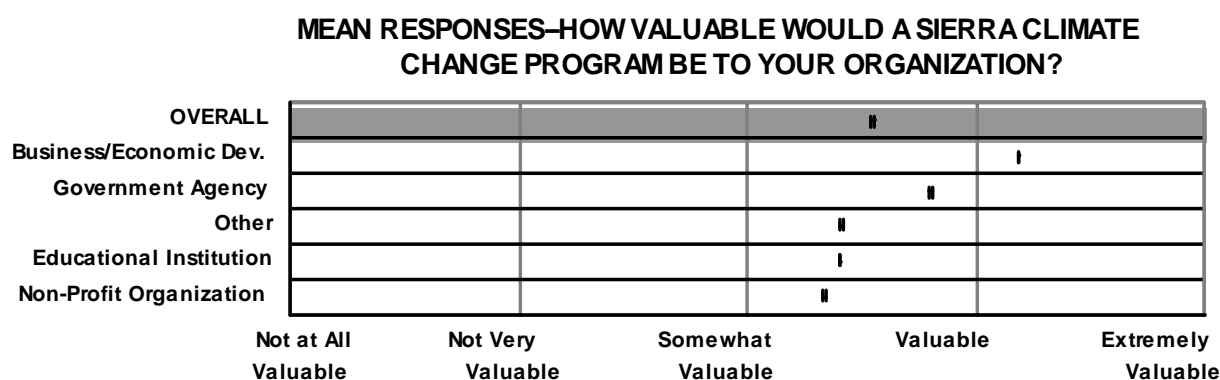 MEAN RESPONSES–HOW VALUABLE WOULD A SIERRA CLIMATE
CHANGE PROGRAM BE TO YOUR ORGANIZATION?
OVERALL
Business/Economic Dev.
Government Agency
Other
Educational Institution
Non-Profit Organization
Not at All Not Very Somewhat Valuable Extremely
Valuable Valuable Valuable Valuable